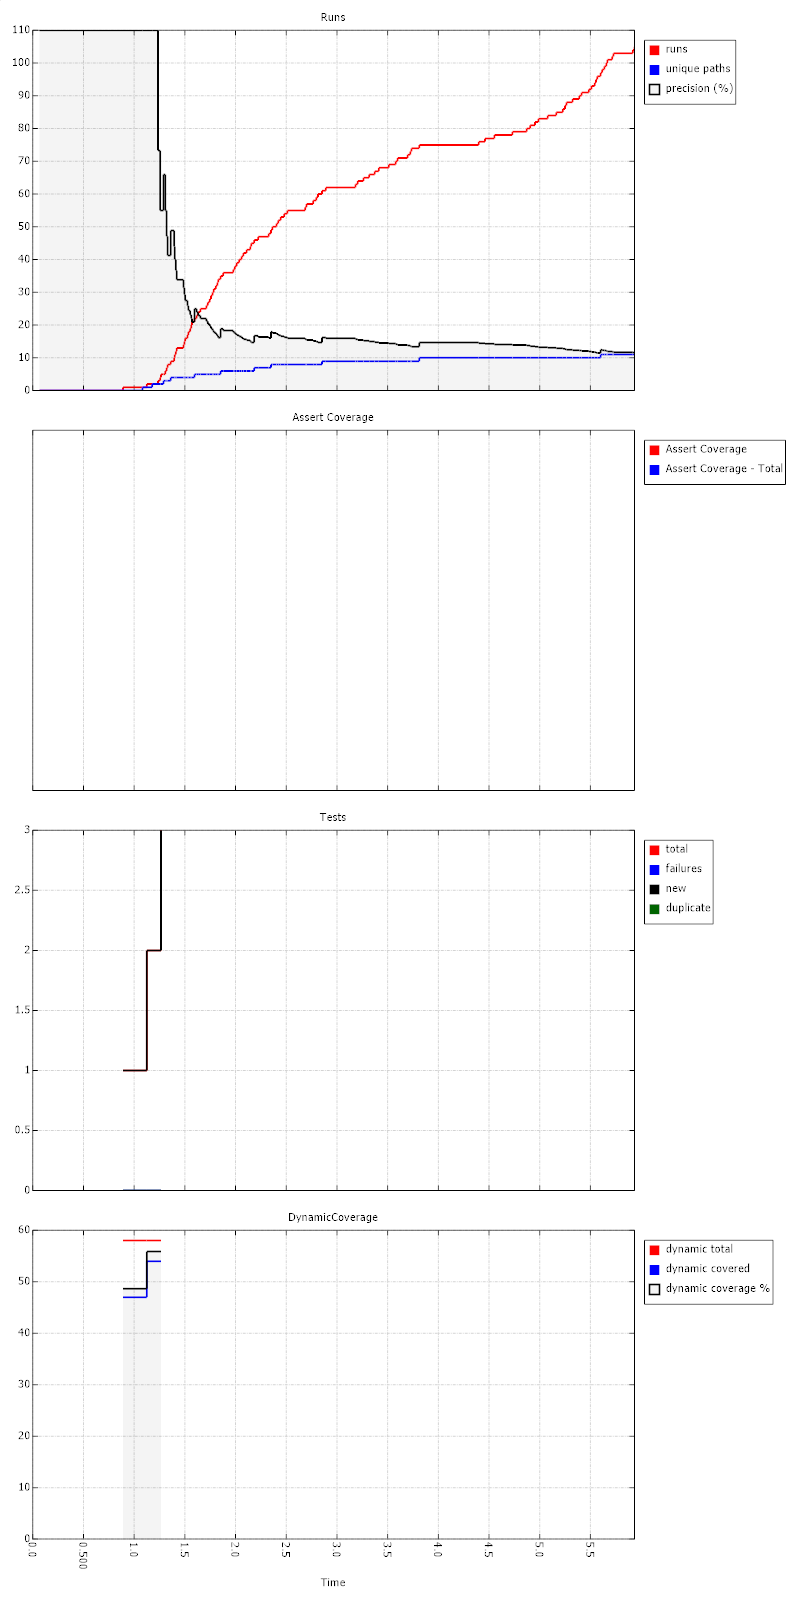 Runs
110
100
90
80
70
60
50
40
30
20
10
0
runs
unique paths
precision (%)
Assert Coverage
Assert Coverage
Assert Coverage - Total
Tests
3
2.5
2
1.5
1
0.5
0
total
failures
new
duplicate
DynamicCoverage
60
50
40
30
20
10
0
dynamic total
dynamic covered
dynamic coverage %
0.0
0.500
1.0
1.5
2.0
2.5
3.0
3.5
4.0
4.5
5.0
5.5
Time